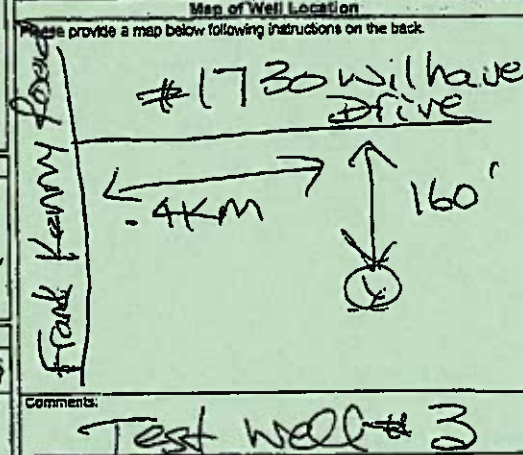 Map of Well Location
Please provide a map below following instructions on the back.
#1730 Wilhave
Drive
Frank Kenny Road
.4KM
160'
Comments:
Test Well # 3